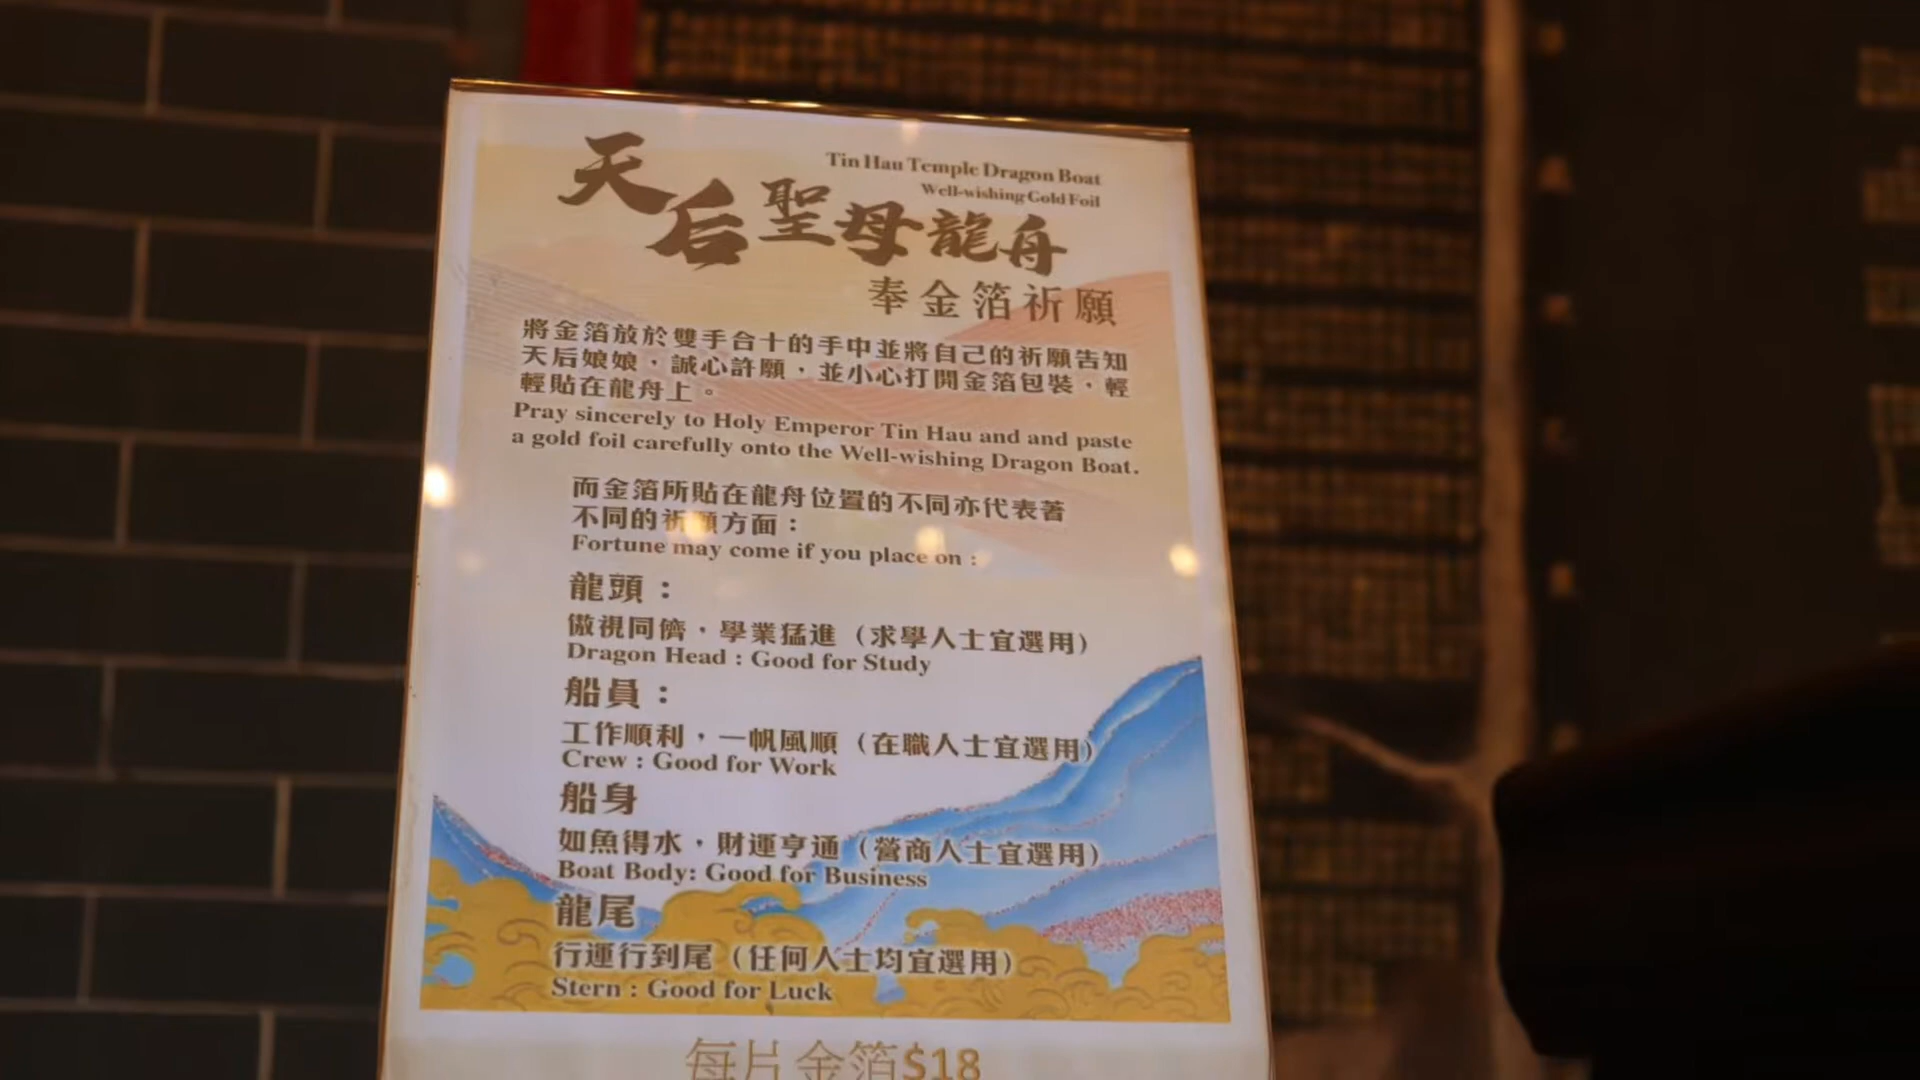 Tin Hau Temple Dragon Boat
Well-wishing Gold Foil
天后聖母龍舟
奉金箔祈願
將金箔放於雙手合十的手中並將自己的祈願告知
天后娘娘，誠心許願，並小心打開金箔包裝，輕
輕貼在龍舟上。
Pray sincerely to Holy Emperor Tin Hau and and paste
a gold foil carefully onto the Well-wishing Dragon Boat.
而金箔所貼在龍舟位置的不同亦代表著
不同的祈願方面：
Fortune may come if you place on :
龍頭：
傲視同儕，學業猛進（求學人士宜選用）
Dragon Head : Good for Study
船員：
工作順利，一帆風順（在職人士宜選用）
Crew : Good for Work
船身
如魚得水，財運亨通（營商人士宜選用）
Boat Body: Good for Business
龍尾
行運行到尾（任何人士均宜選用）
Stern : Good for Luck
每片金箔$18